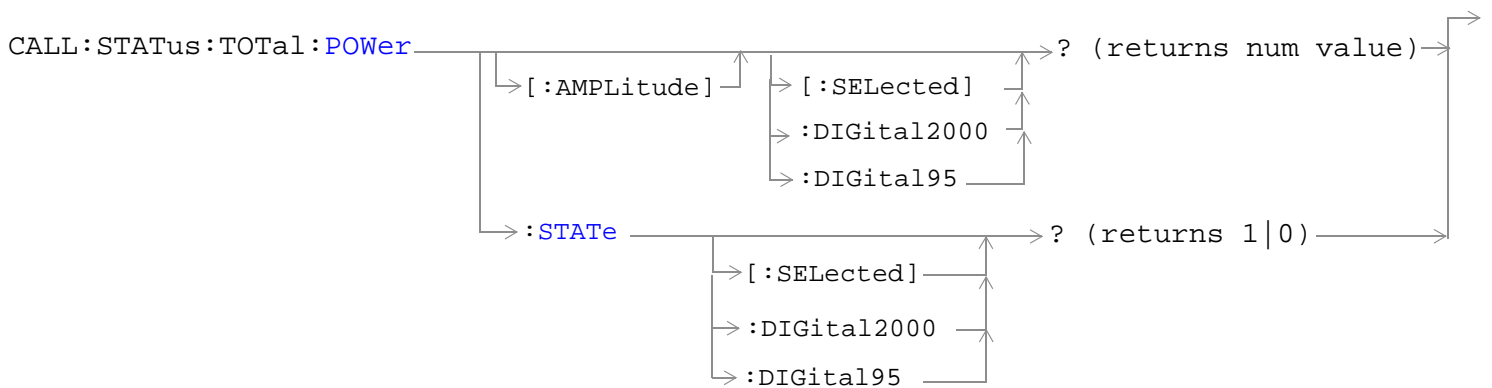 CALL:STATus:TOTal:POWer ? (returns num value)
[:AMPLitude] [:SELected]
:DIGital2000
:DIGital95
:STATe ? (returns 1|0)
[:SELected]
:DIGital2000
:DIGital95